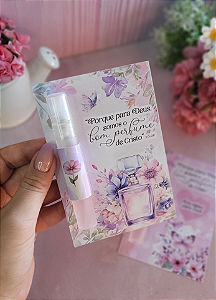 "Porque para Deus
somos o
bom perfume
de Cristo"